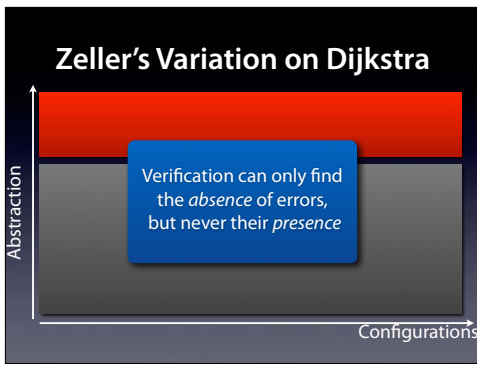 Zeller's Variation on Dijkstra
Abstraction
Verification can only find
the absence of errors,
but never their presence
Configurations